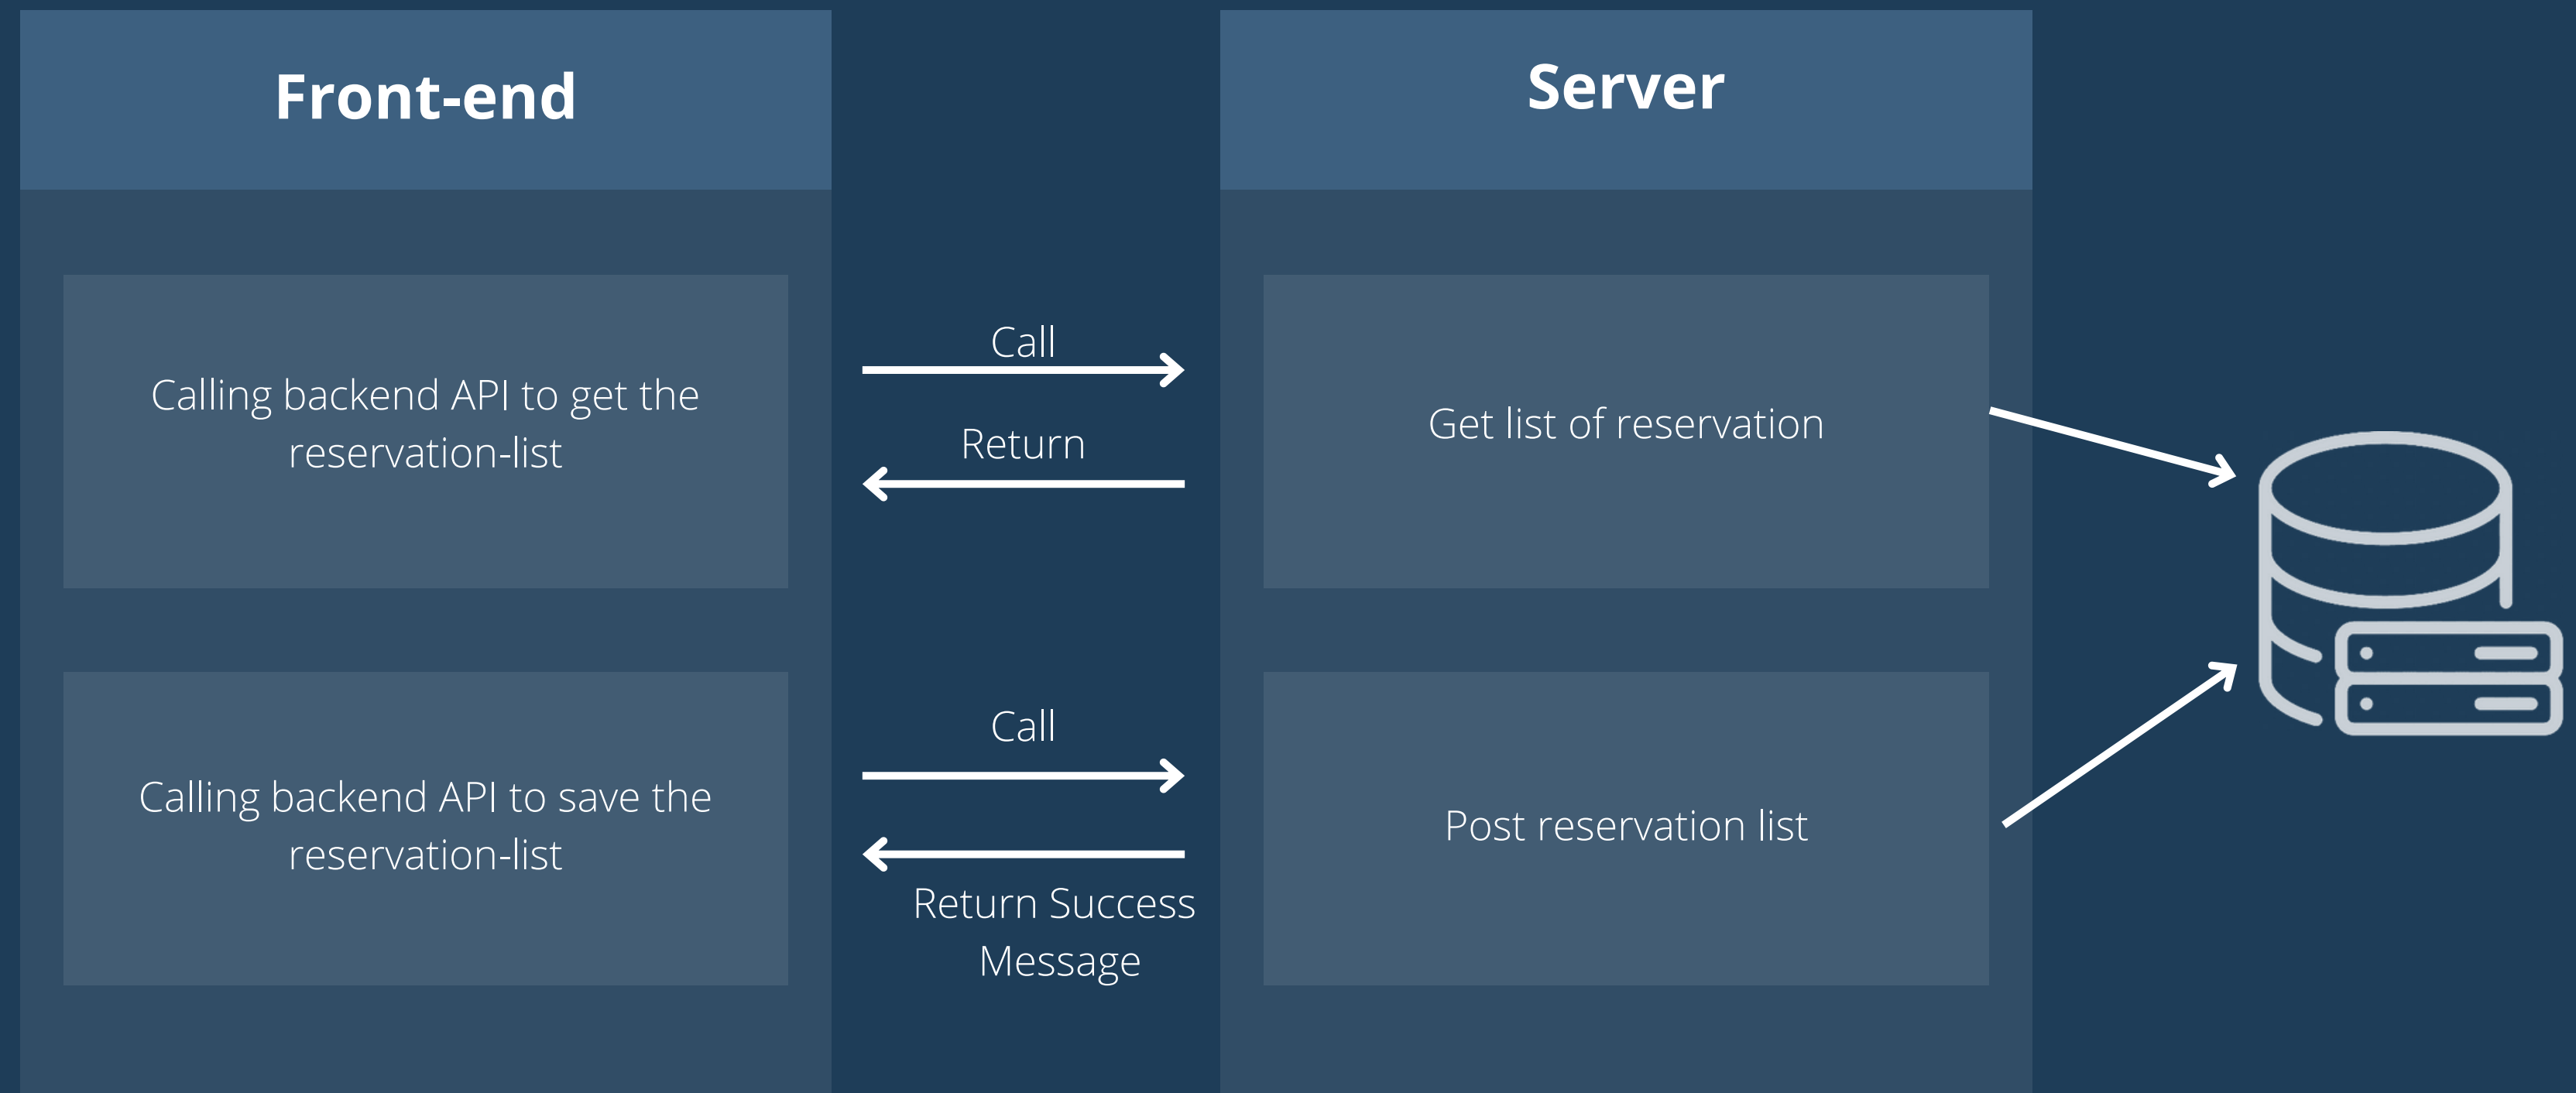 Front-end
Server
Calling backend API to get the
reservation-list
Call
Return
Get list of reservation
Calling backend API to save the
reservation-list
Call
Return Success
Message
Post reservation list